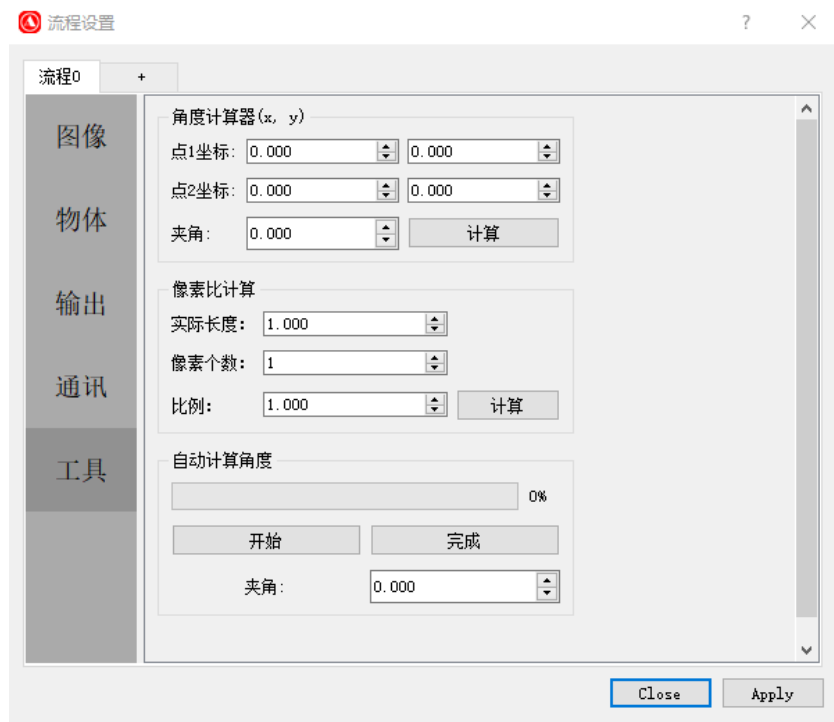 流程设置
流程0 +
图像
物体
输出
通讯
工具
角度计算器(x, y)
点1坐标: 0.000 0.000
点2坐标: 0.000 0.000
夹角: 0.000 计算
像素比计算
实际长度: 1.000
像素个数: 1
比例: 1.000 计算
自动计算角度
0%
开始 完成
夹角: 0.000
Close Apply